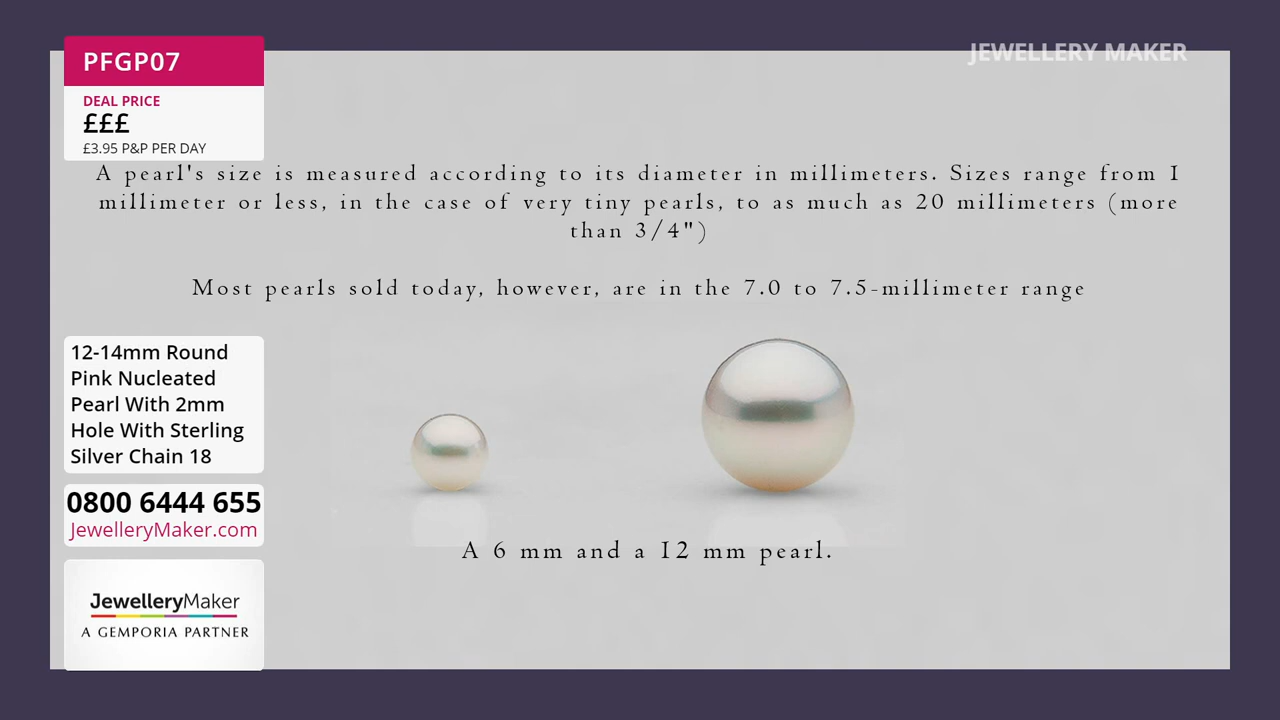 JEWELLERY MAKER
PFGP07
DEAL PRICE
£££
£3.95 P&P PER DAY
A pearl's size is measured according to its diameter in millimeters. Sizes range from 1
millimeter or less, in the case of very tiny pearls, to as much as 20 millimeters (more
than 3/4")
Most pearls sold today, however, are in the 7.0 to 7.5-millimeter range
12-14mm Round
Pink Nucleated
Pearl With 2mm
Hole With Sterling
Silver Chain 18
0800 6444 655
JewelleryMaker.com
JewelleryMaker
A GEMPORIA PARTNER
A 6 mm and a 12 mm pearl.